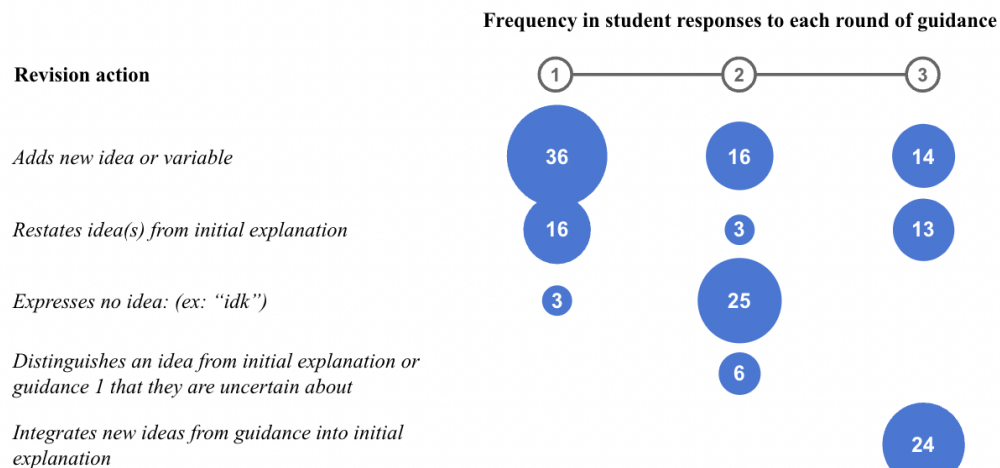 Frequency in student responses to each round of guidance
Revision action
1 2 3
Adds new idea or variable
36 16 14
Restates idea(s) from initial explanation
16 3 13
Expresses no idea: (ex: “idk”)
3 25
Distinguishes an idea from initial explanation or
guidance 1 that they are uncertain about
6
Integrates new ideas from guidance into initial
explanation
24